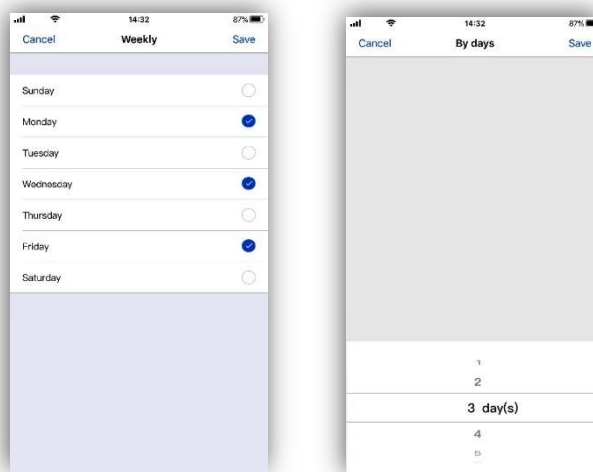 14:32
87%
Cancel
Weekly
Save
Sunday
Monday
Tuesday
Wednesday
Thursday
Friday
Saturday
14:32
87%
Cancel
By days
Save
1
2
3 day(s)
4
5